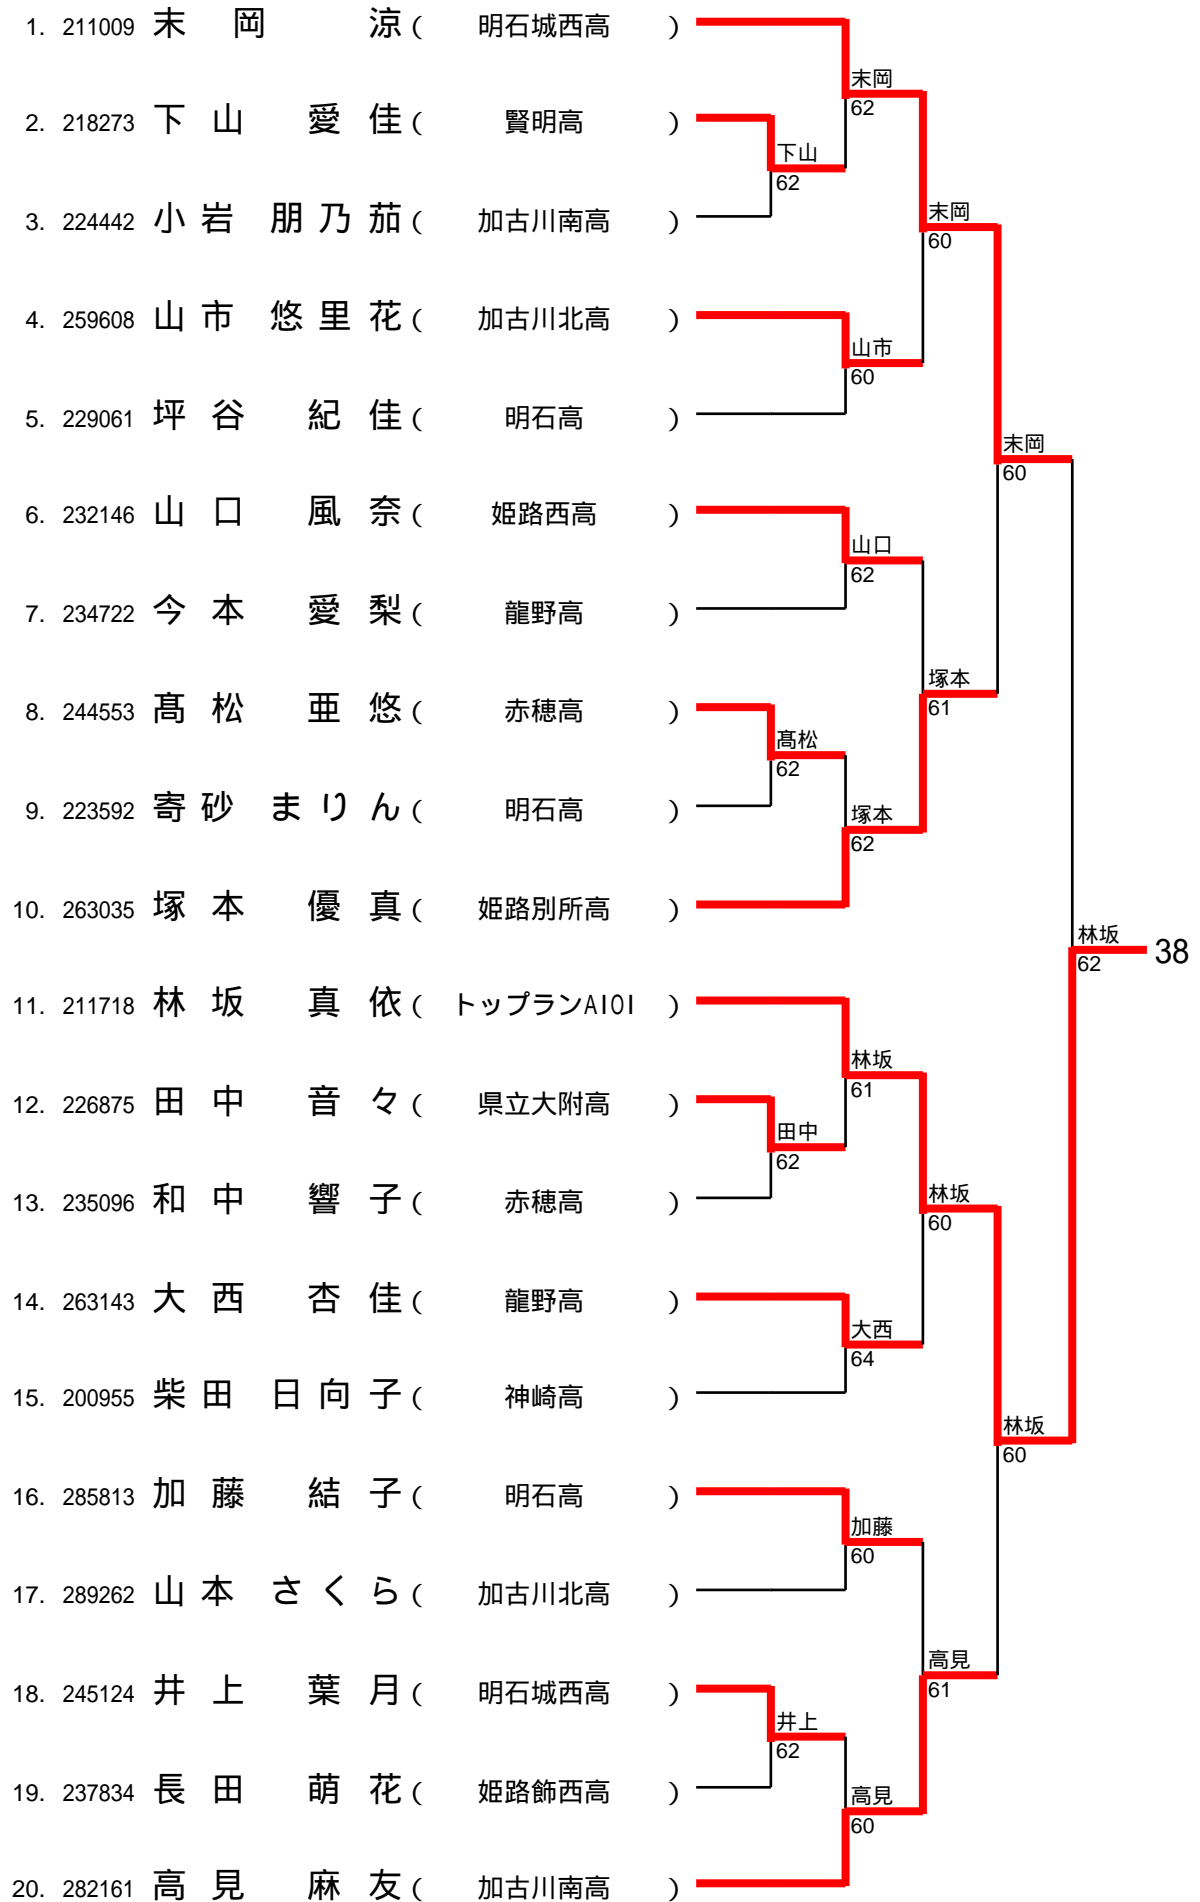 1. 211009 末岡 涼 ( 明石城西高 )
末岡
62
2. 218273 下山 愛佳 ( 賢明高 )
下山
62
3. 224442 小岩 朋乃茄 ( 加古川南高 )
末岡
60
4. 259608 山市 悠里花 ( 加古川北高 )
山市
60
5. 229061 坪谷 紀佳 ( 明石高 )
末岡
60
6. 232146 山口 風奈 ( 姫路西高 )
山口
62
7. 234722 今本 愛梨 ( 龍野高 )
塚本
61
8. 244553 髙松 亜悠 ( 赤穂高 )
髙松
62
9. 223592 寄砂 まりん ( 明石高 )
塚本
62
10. 263035 塚本 優真 ( 姫路別所高 )
林坂
62
38
11. 211718 林坂 真依 ( トップランAIOI )
林坂
61
12. 226875 田中 音々 ( 県立大附高 )
田中
62
13. 235096 和中 響子 ( 赤穂高 )
林坂
60
14. 263143 大西 杏佳 ( 龍野高 )
大西
64
15. 200955 柴田 日向子 ( 神崎高 )
林坂
60
16. 285813 加藤 結子 ( 明石高 )
加藤
60
17. 289262 山本 さくら ( 加古川北高 )
高見
61
18. 245124 井上 葉月 ( 明石城西高 )
井上
62
19. 237834 長田 萌花 ( 姫路飾西高 )
高見
60
20. 282161 高見 麻友 ( 加古川南高 )